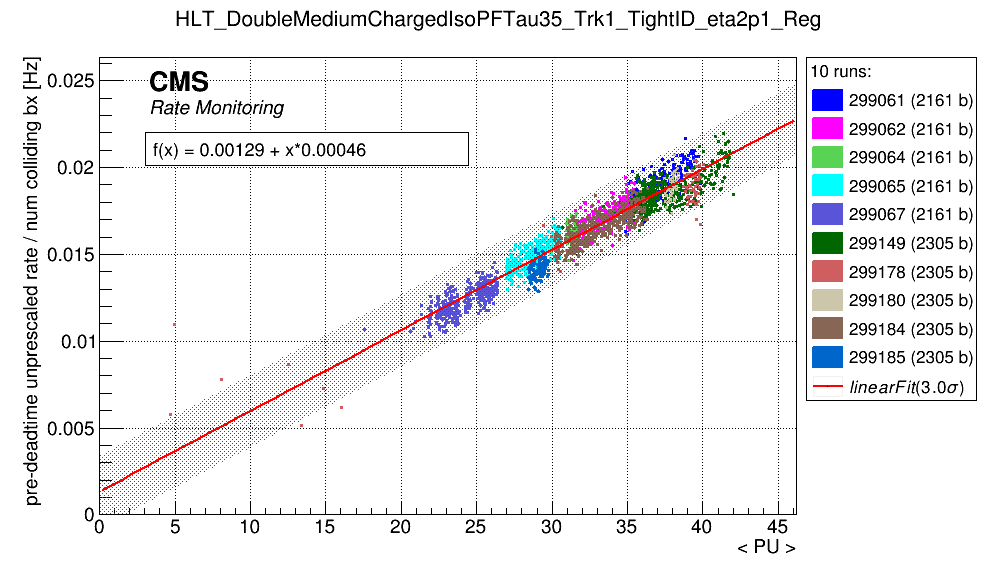 HLT_DoubleMediumChargedIsoPFTau35_Trk1_TightID_eta2p1_Reg
pre-deadtime unprescaled rate / num colliding bx [Hz]
0.025
0.02
0.015
0.01
0.005
0
CMS
Rate Monitoring
f(x) = 0.00129 + x*0.00046
0 5 10 15 20 25 30 35 40 45
< PU >
10 runs:
299061 (2161 b)
299062 (2161 b)
299064 (2161 b)
299065 (2161 b)
299067 (2161 b)
299149 (2305 b)
299178 (2305 b)
299180 (2305 b)
299184 (2305 b)
299185 (2305 b)
linearFit(3.0σ)